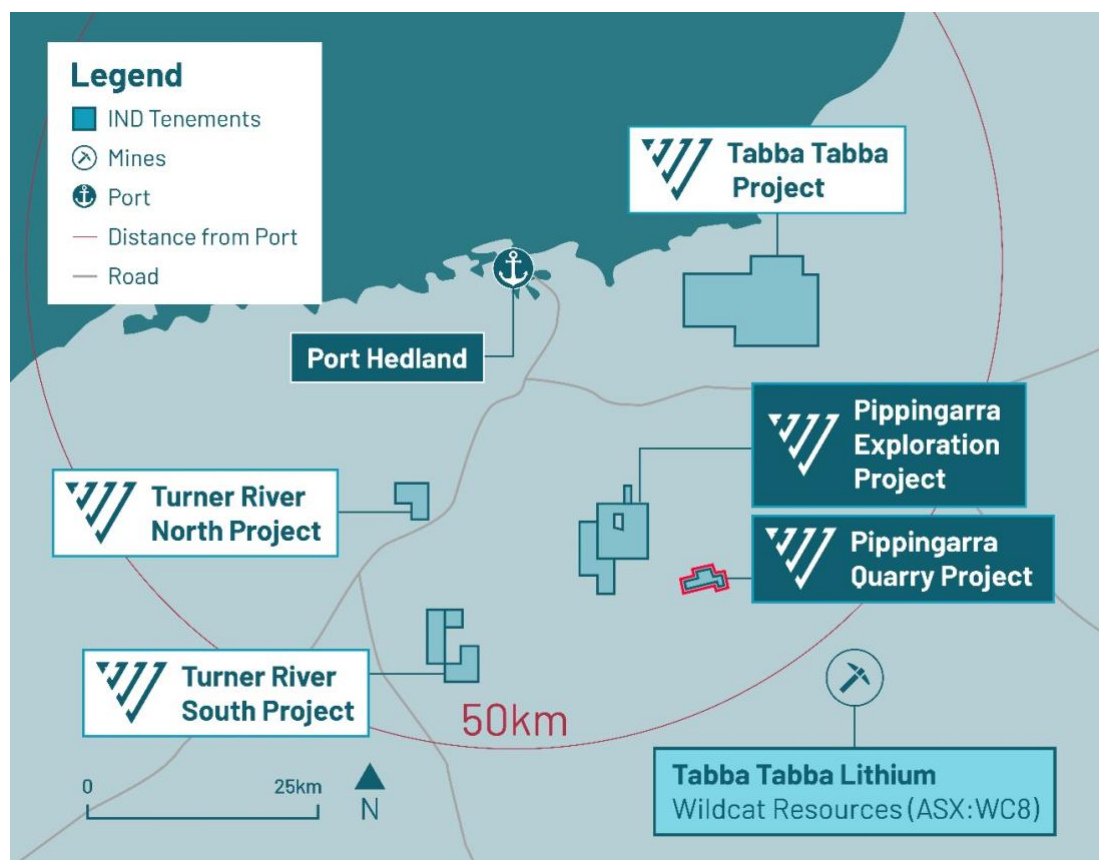 Legend
IND Tenements
Mines
Port
Distance from Port
Road
Tabba Tabba
Project
Port Hedland
Pippingarra
Exploration
Project
Turner River
North Project
Pippingarra
Quarry Project
Turner River
South Project
50km
0 25km
N
Tabba Tabba Lithium
Wildcat Resources (ASX:WC8)